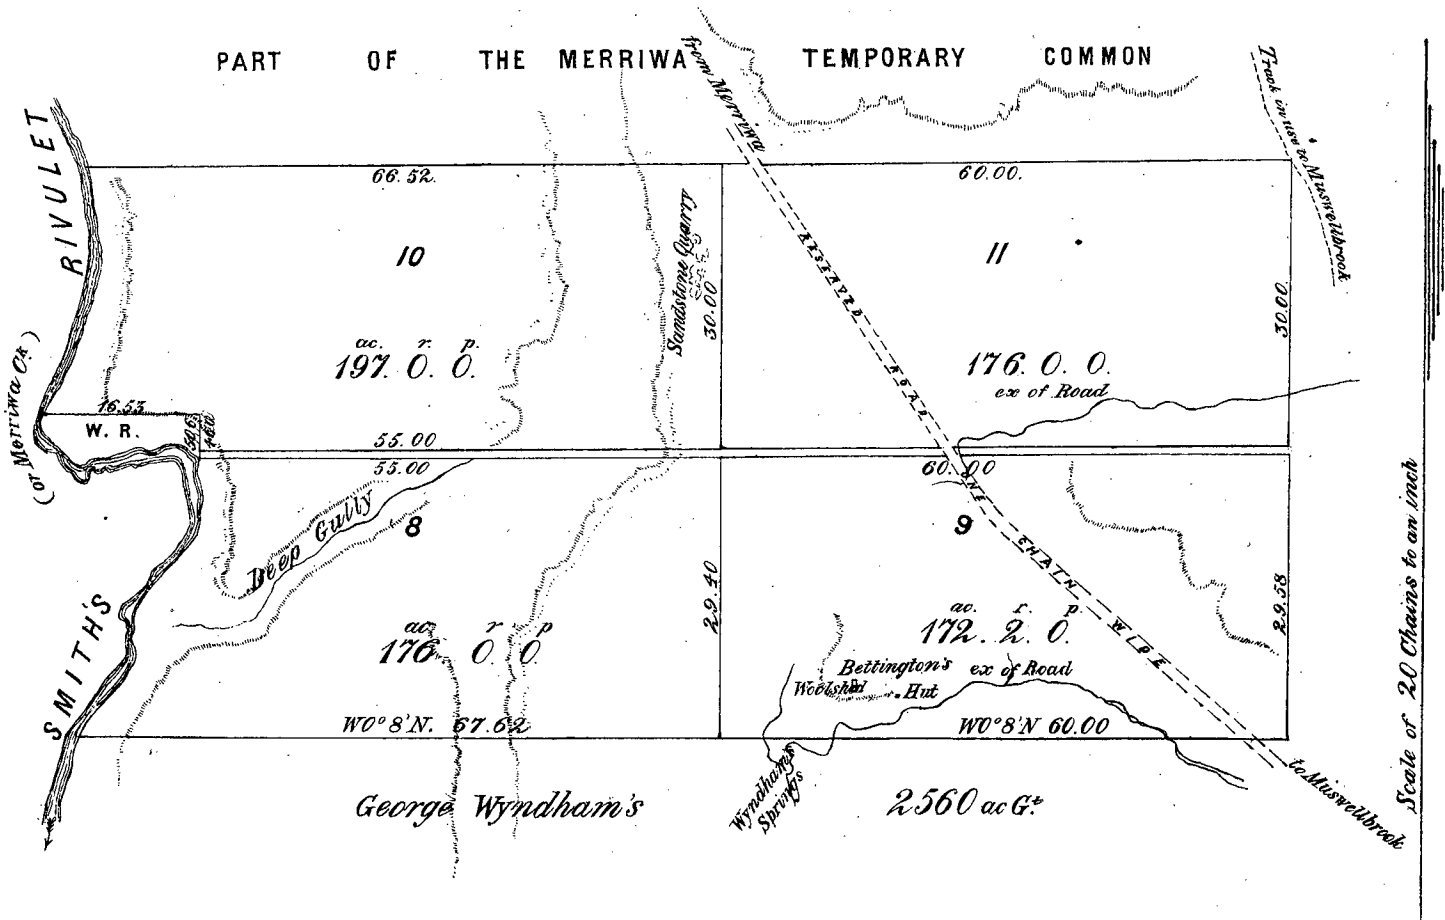 PART OF THE MERRIWA TEMPORARY COMMON
from Merriwa
Track in use to Muswellbrook
RIVULET
66.52.
60.00.
10
11
Sandstone Quarry
30.00
30.00
ac. r. p.
197. 0. 0.
176. 0. 0.
ex of Road
RESERVED ROAD ONE CHAIN WIDE
(or Merriwa Ck.)
16.53
W. R.
55.00
55.00
60.00
Deep Gully
8
9
29.40
29.58
ac r p
176 0 0
ac. r. p.
172. 2. 0.
Bettington's
ex of Road
Woolshed
Hut
SMITH'S
W0°8'N. 67.62
W0°8'N 60.00
Wyndham's
Springs
George Wyndham's
2560 ac Gt.
to Muswellbrook
Scale of 20 Chains to an inch